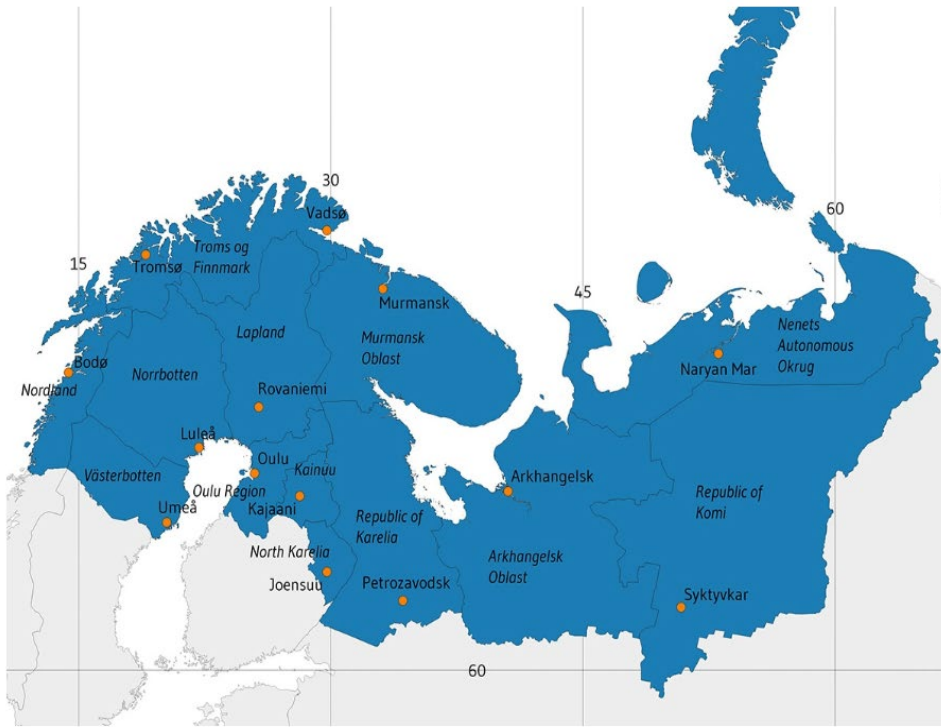 30
Vadsø
60
15
Tromsø
Troms og
Finnmark
45
Murmansk
Lapland
Murmansk
Oblast
Nenets
Autonomous
Okrug
Bodø
Nordland
Norrbotten
Naryan Mar
Rovaniemi
Luleå
Oulu
Kainuu
Västerbotten
Oulu Region
Arkhangelsk
Umeå
Kajaani
Republic of
Karelia
Republic of
Komi
North Karelia
Joensuu
Arkhangelsk
Oblast
Petrozavodsk
Syktyvkar
60